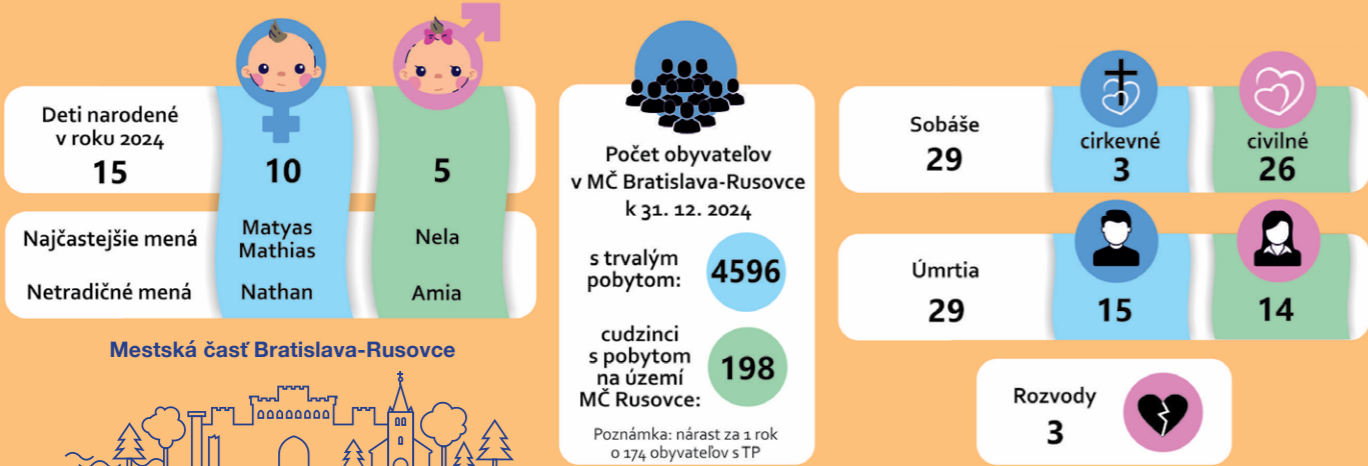 Deti narodené
v roku 2024
15
10
5
Najčastejšie mená
Matyas
Mathias
Nela
Netradičné mená
Nathan
Amia
Mestská časť Bratislava-Rusovce
Počet obyvateľov
v MČ Bratislava-Rusovce
k 31. 12. 2024
s trvalým
pobytom:
4596
cudzinci
s pobytom
na území
MČ Rusovce:
198
Poznámka: nárast za 1 rok
o 174 obyvateľov s TP
Sobáše
29
cirkevné
3
civilné
26
Úmrtia
29
15
14
Rozvody
3